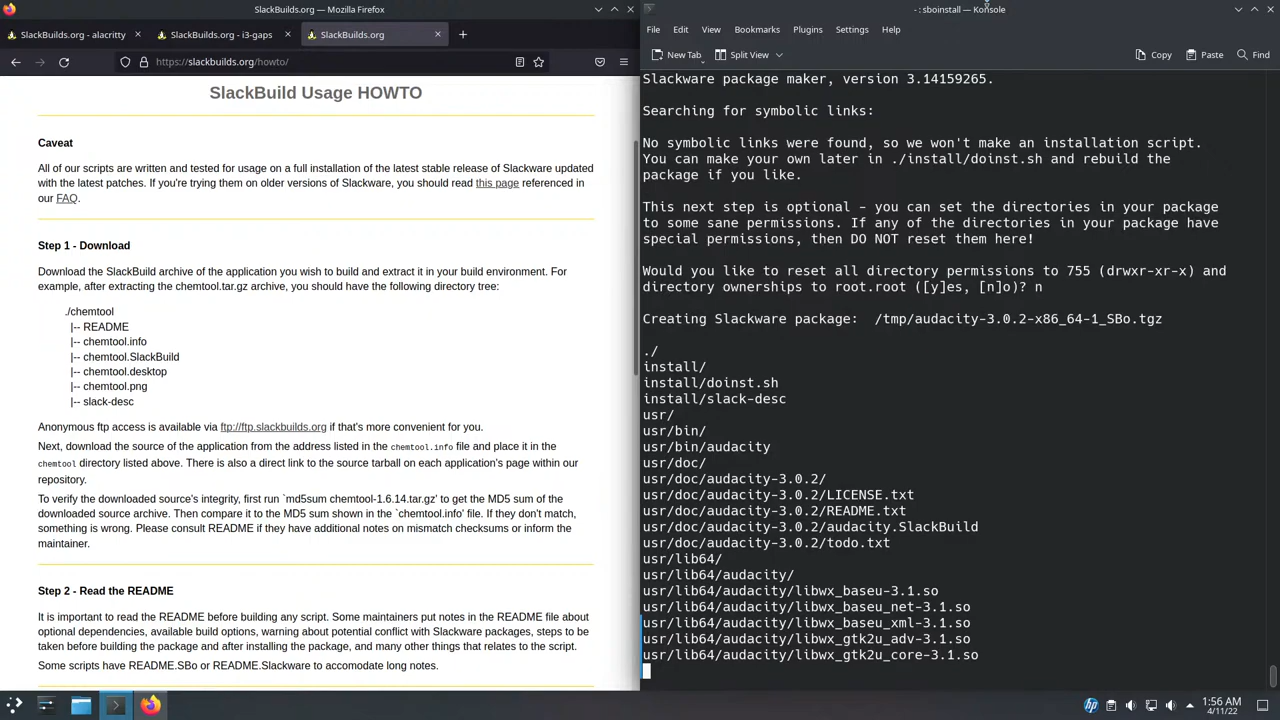 SlackBuilds.org — Mozilla Firefox
SlackBuilds.org - alacritty
SlackBuilds.org - i3-gaps
SlackBuilds.org
https://slackbuilds.org/howto/
SlackBuild Usage HOWTO
Caveat
All of our scripts are written and tested for usage on a full installation of the latest stable release of Slackware updated
with the latest patches. If you're trying them on older versions of Slackware, you should read this page referenced in
our FAQ.
Step 1 - Download
Download the SlackBuild archive of the application you wish to build and extract it in your build environment. For
example, after extracting the chemtool.tar.gz archive, you should have the following directory tree:
./chemtool
|-- README
|-- chemtool.info
|-- chemtool.SlackBuild
|-- chemtool.desktop
|-- chemtool.png
|-- slack-desc
Anonymous ftp access is available via ftp://ftp.slackbuilds.org if that's more convenient for you.
Next, download the source of the application from the address listed in the chemtool.info file and place it in the
chemtool directory listed above. There is also a direct link to the source tarball on each application's page within our
repository.
To verify the downloaded source's integrity, first run `md5sum chemtool-1.6.14.tar.gz' to get the MD5 sum of the
downloaded source archive. Then compare it to the MD5 sum shown in the `chemtool.info' file. If they don't match,
something is wrong. Please consult README if they have additional notes on mismatch checksums or inform the
maintainer.
Step 2 - Read the README
It is important to read the README before building any script. Some maintainers put notes in the README file about
optional dependencies, available build options, warning about potential conflict with Slackware packages, steps to be
taken before building the package and after installing the package, and many other things that relates to the script.
Some scripts have README.SBo or README.Slackware to accomodate long notes.
- : sboinstall — Konsole
File Edit View Bookmarks Plugins Settings Help
New Tab Split View Copy Paste Find
Slackware package maker, version 3.14159265.
Searching for symbolic links:
No symbolic links were found, so we won't make an installation script.
You can make your own later in ./install/doinst.sh and rebuild the
package if you like.
This next step is optional - you can set the directories in your package
to some sane permissions. If any of the directories in your package have
special permissions, then DO NOT reset them here!
Would you like to reset all directory permissions to 755 (drwxr-xr-x) and
directory ownerships to root.root ([y]es, [n]o)? n
Creating Slackware package:  /tmp/audacity-3.0.2-x86_64-1_SBo.tgz
./
install/
install/doinst.sh
install/slack-desc
usr/
usr/bin/
usr/bin/audacity
usr/doc/
usr/doc/audacity-3.0.2/
usr/doc/audacity-3.0.2/LICENSE.txt
usr/doc/audacity-3.0.2/README.txt
usr/doc/audacity-3.0.2/audacity.SlackBuild
usr/doc/audacity-3.0.2/todo.txt
usr/lib64/
usr/lib64/audacity/
usr/lib64/audacity/libwx_baseu-3.1.so
usr/lib64/audacity/libwx_baseu_net-3.1.so
usr/lib64/audacity/libwx_baseu_xml-3.1.so
usr/lib64/audacity/libwx_gtk2u_adv-3.1.so
usr/lib64/audacity/libwx_gtk2u_core-3.1.so
hp
1:56 AM
4/11/22